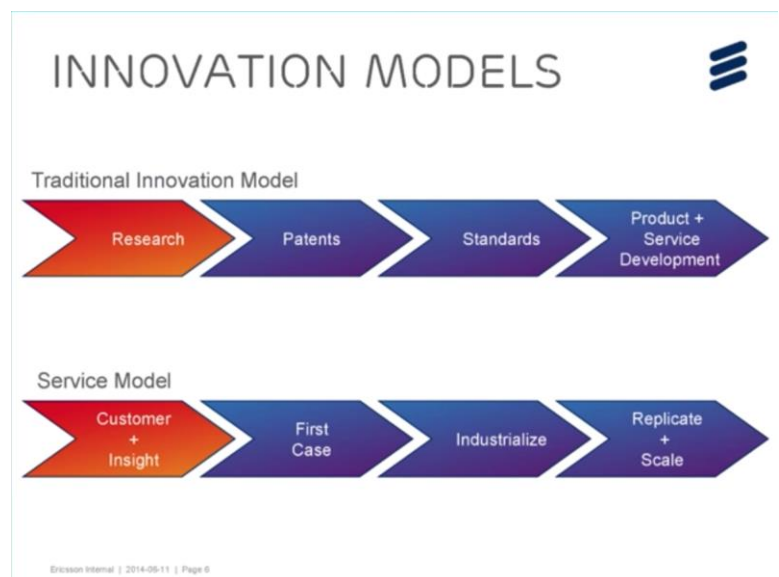 INNOVATION MODELS
Traditional Innovation Model
Research
Patents
Standards
Product +
Service
Development
Service Model
Customer
+
Insight
First
Case
Industrialize
Replicate
+
Scale
Ericsson Internal | 2014-06-11 | Page 6